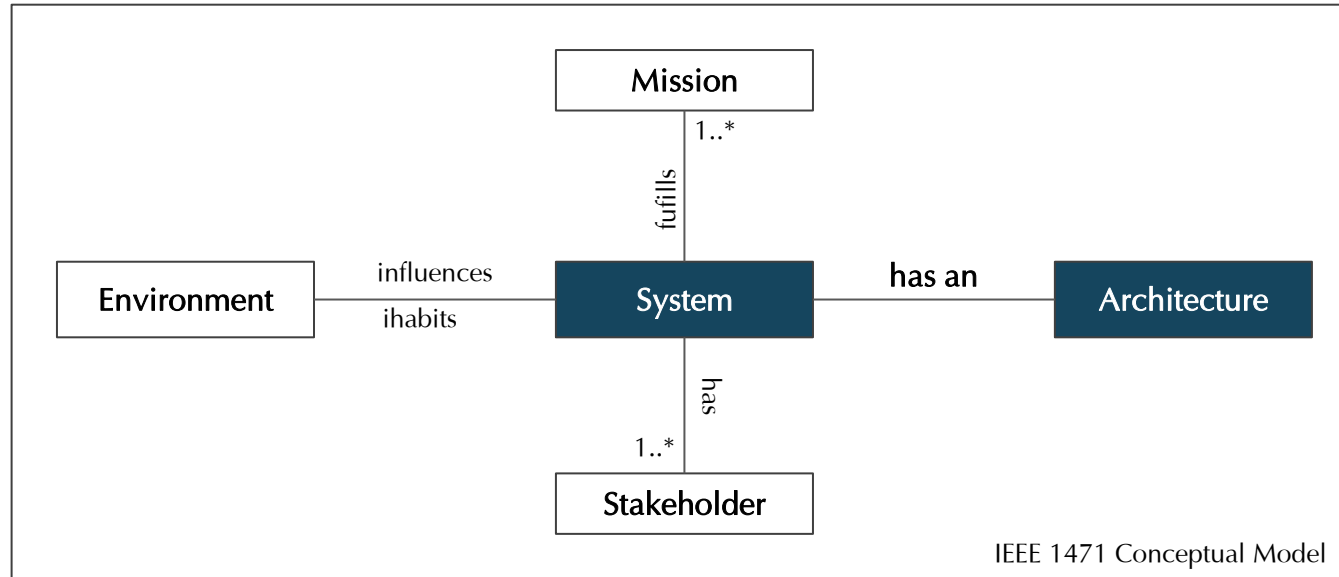 Mission
1..*
fufills
influences
Environment
System
has an
Architecture
ihabits
has
1..*
Stakeholder
IEEE 1471 Conceptual Model